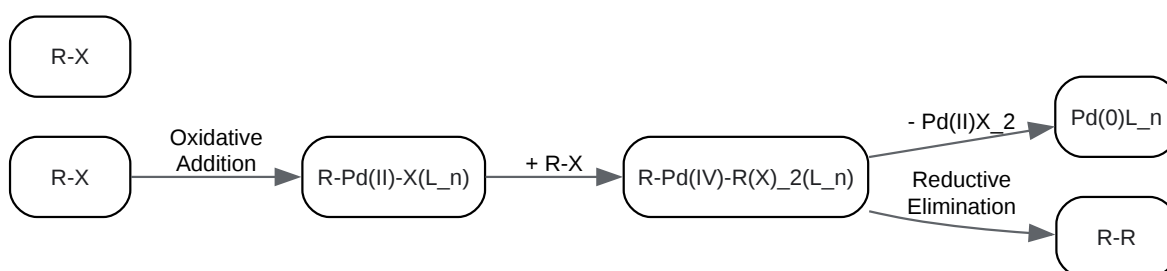 R-X
R-X
Oxidative
Addition
R-Pd(II)-X(L_n)
+ R-X
R-Pd(IV)-R(X)_2(L_n)
- Pd(II)X_2
Pd(0)L_n
Reductive
Elimination
R-R